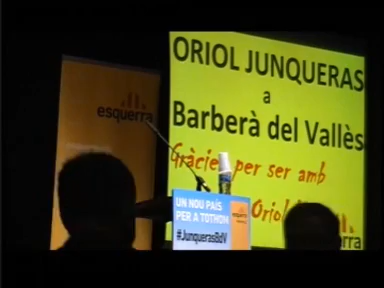 ORIOL JUNQUERAS
a
Barberà del Vallès
Gràcies per ser amb
Oriol
esquerra
esquerra
UN NOU PAÍS
PER A TOTHOM
#JunquerasBdV